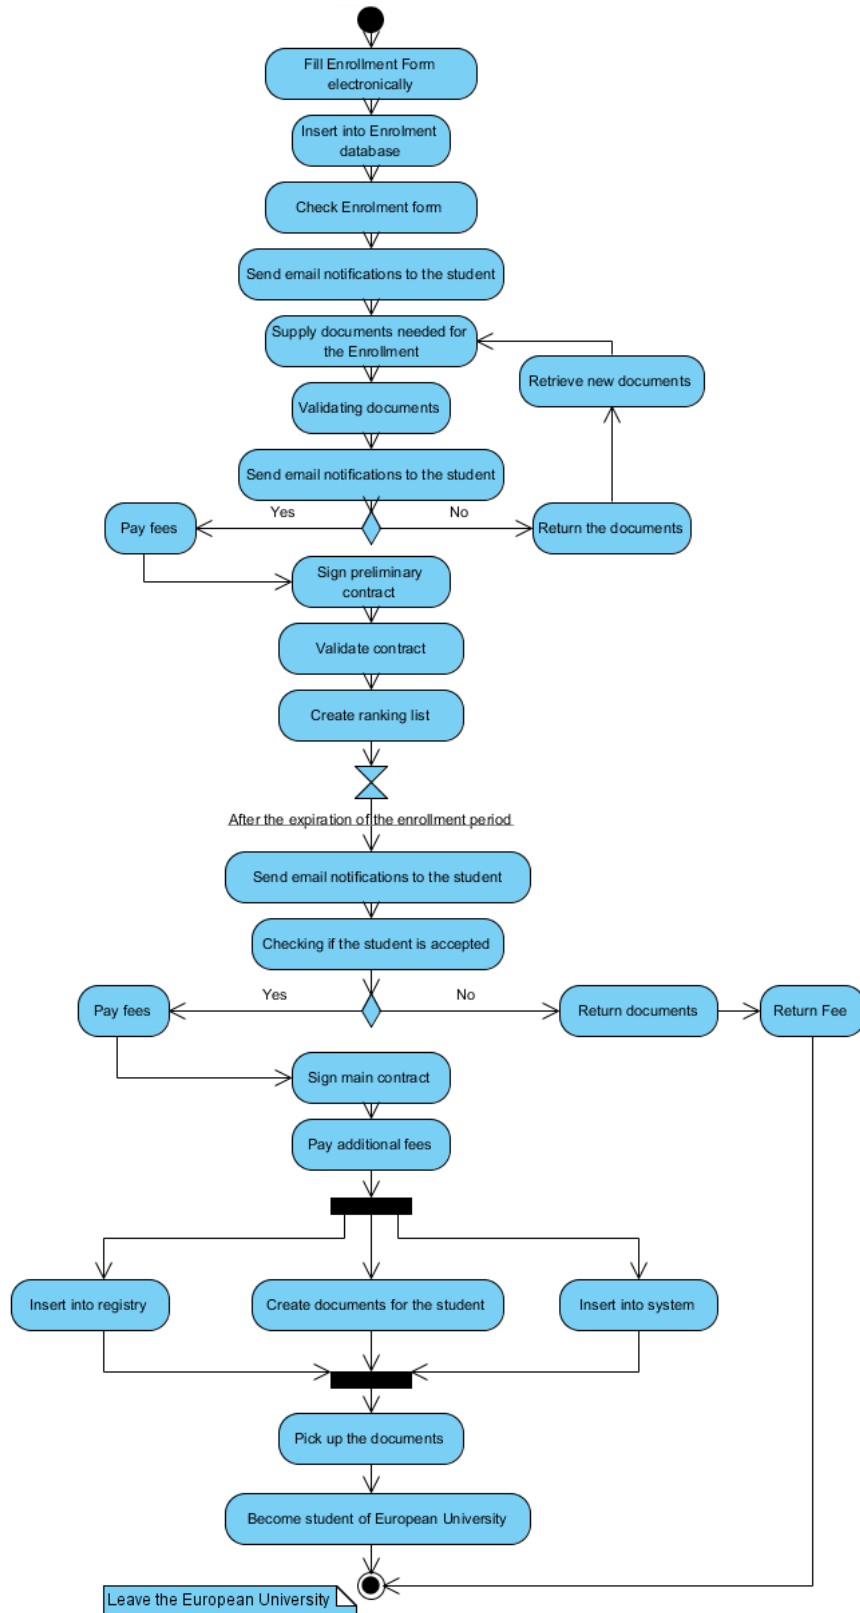 Fill Enrollment Form
electronically
Insert into Enrolment
database
Check Enrolment form
Send email notifications to the student
Supply documents needed for
the Enrollment
Retrieve new documents
Validating documents
Send email notifications to the student
Yes
No
Pay fees
Return the documents
Sign preliminary
contract
Validate contract
Create ranking list
After the expiration of the enrollment period
Send email notifications to the student
Checking if the student is accepted
Yes
No
Pay fees
Return documents
Return Fee
Sign main contract
Pay additional fees
Insert into registry
Create documents for the student
Insert into system
Pick up the documents
Become student of European University
Leave the European University